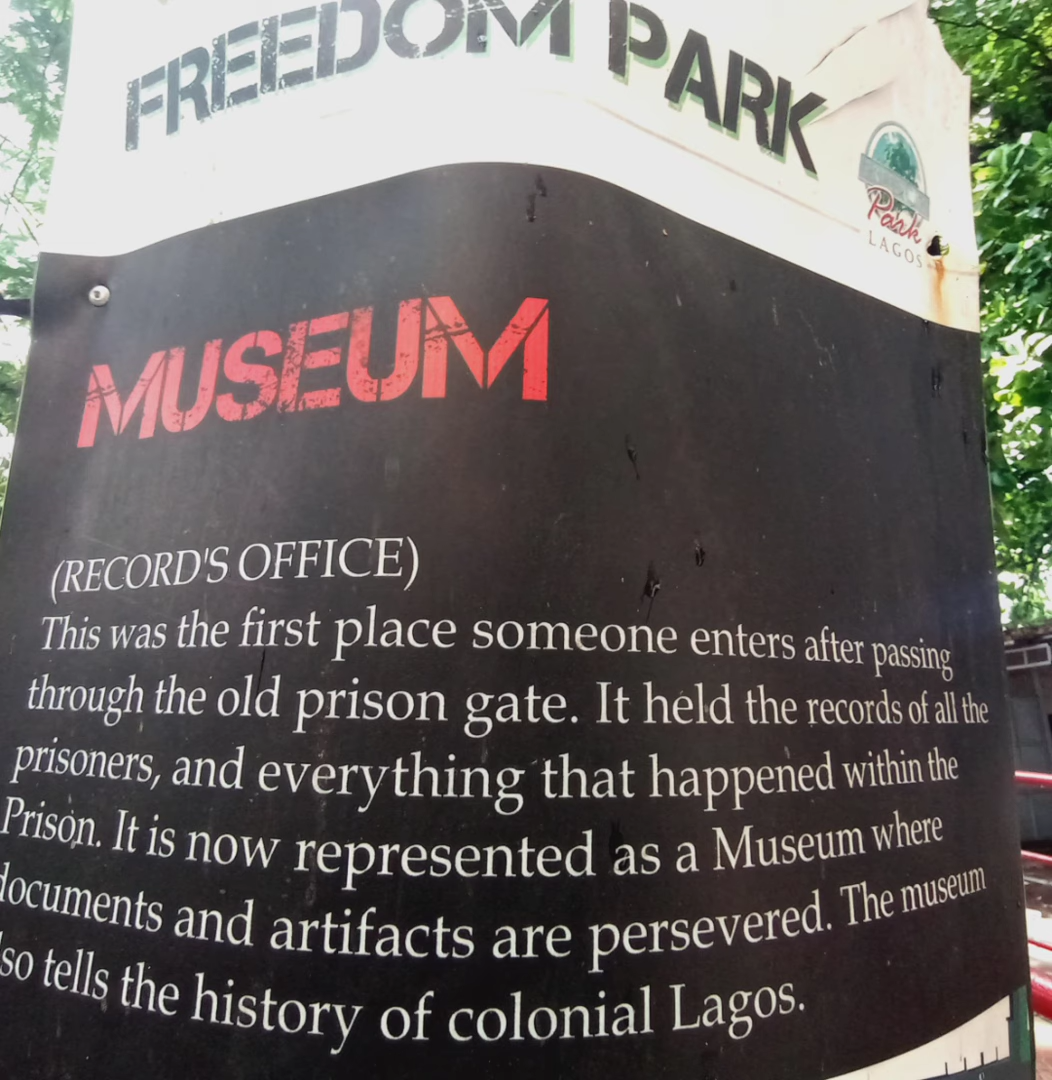 FREEDOM PARK
Park
LAGOS
MUSEUM
(RECORD'S OFFICE)
This was the first place someone enters after passing
through the old prison gate. It held the records of all the
prisoners, and everything that happened within the
Prison. It is now represented as a Museum where
documents and artifacts are persevered. The museum
lso tells the history of colonial Lagos.